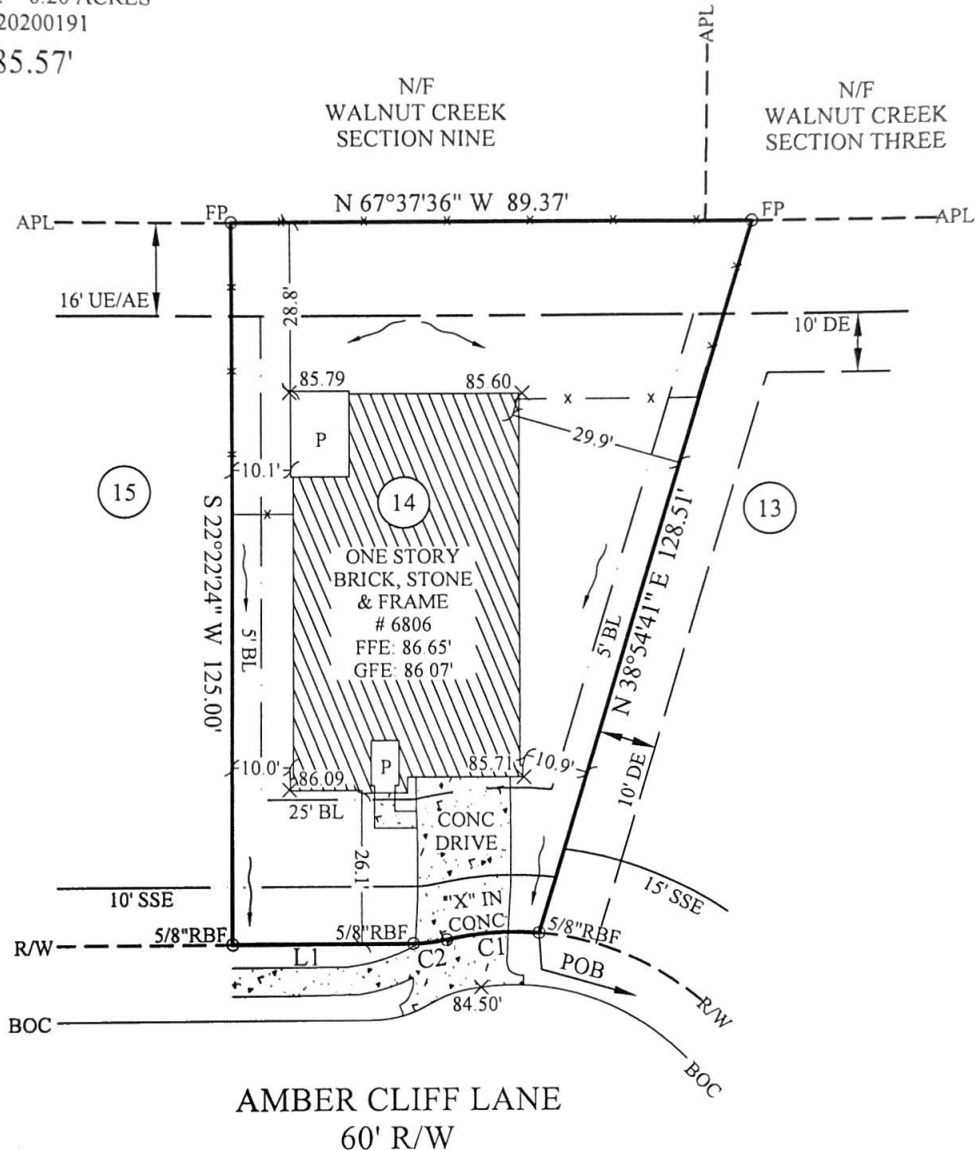 0.20 ACRES
20200191
85.57'
APL
N/F
WALNUT CREEK
SECTION NINE
N/F
WALNUT CREEK
SECTION THREE
N 67°37'36" W 89.37'
FP
FP
APL
APL
16' UE/AE
28.8'
10' DE
85.79
85.60
P
29.9'
10.1'
15
14
13
S 22°22'24" W 125.00'
N 38°54'41" E 128.51'
ONE STORY
BRICK, STONE
& FRAME
# 6806
FFE: 86.65'
GFE: 86.07'
5' BL
5' BL
10' DE
P
85.71
10.9'
10.0'
86.09
25' BL
CONC
DRIVE
26.1'
15' SSE
10' SSE
"X" IN
CONC
5/8"RBF
5/8"RBF
5/8"RBF
R/W
L1
C2
C1
POB
R/W
84.50'
BOC
BOC
AMBER CLIFF LANE
60' R/W